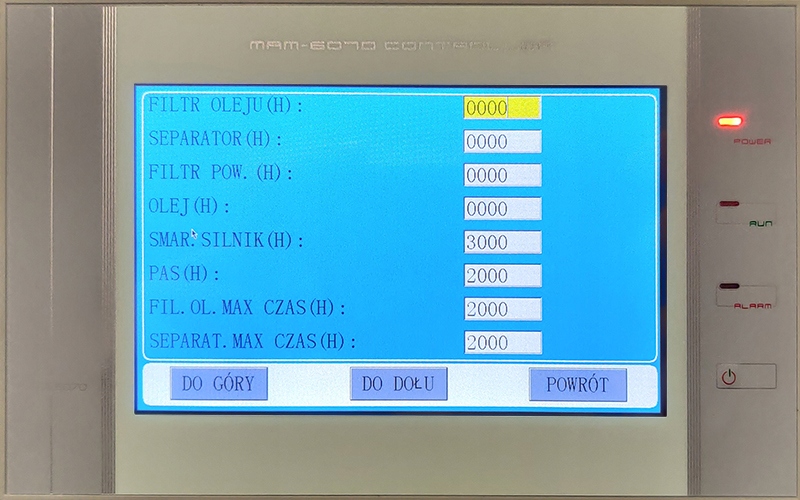 MAM-6070 CONTROLLER
FILTR OLEJU(H): 0000
SEPARATOR(H): 0000
FILTR POW.(H): 0000
OLEJ(H): 0000
SMAR.SILNIK(H): 3000
PAS(H): 2000
FIL.OL.MAX CZAS(H): 2000
SEPARAT.MAX CZAS(H): 2000
DO GÓRY DO DOŁU POWRÓT
POWER
RUN
ALARM